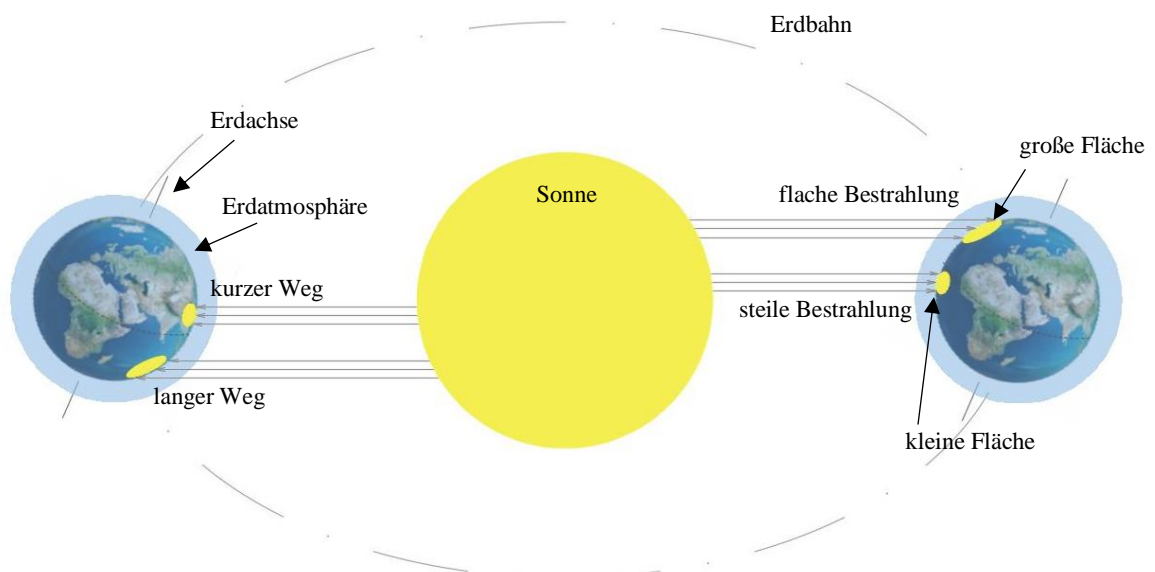 Erdbahn
Erdachse
große Fläche
Sonne
flache Bestrahlung
Erdatmosphäre
kurzer Weg
steile Bestrahlung
langer Weg
kleine Fläche